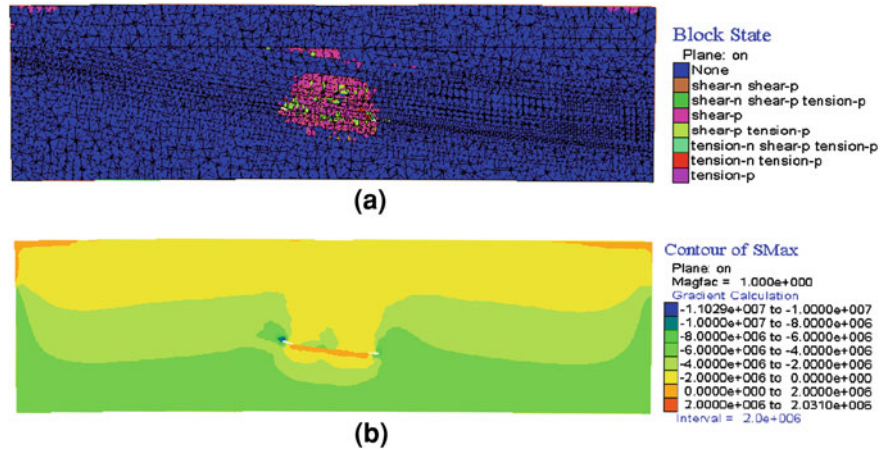 Block State
Plane: on
None
shear-n shear-p
shear-n shear-p tension-p
shear-p
shear-p tension-p
tension-n shear-p tension-p
tension-n tension-p
tension-p
(a)
Contour of SMax
Plane: on
Magfac = 1.000e+000
Gradient Calculation
-1.1029e+007 to -1.0000e+007
-1.0000e+007 to -8.0000e+006
-8.0000e+006 to -6.0000e+006
-6.0000e+006 to -4.0000e+006
-4.0000e+006 to -2.0000e+006
-2.0000e+006 to 0.0000e+000
0.0000e+000 to 2.0000e+006
2.0000e+006 to 2.0310e+006
Interval = 2.0e+006
(b)